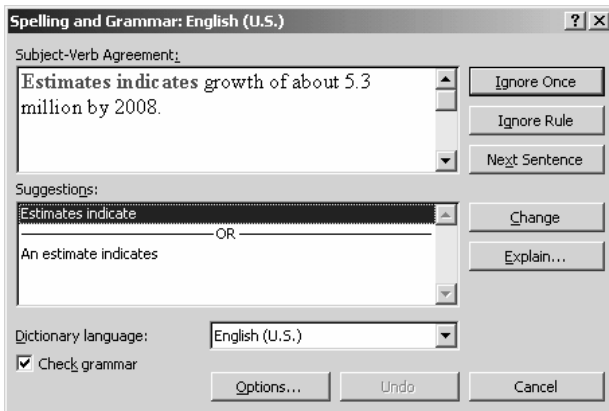 Spelling and Grammar: English (U.S.)
Subject-Verb Agreement:
Estimates indicates growth of about 5.3
million by 2008.
Ignore Once
Ignore Rule
Next Sentence
Suggestions:
Estimates indicate
OR
An estimate indicates
Change
Explain...
Dictionary language:
English (U.S.)
Check grammar
Options...
Undo
Cancel